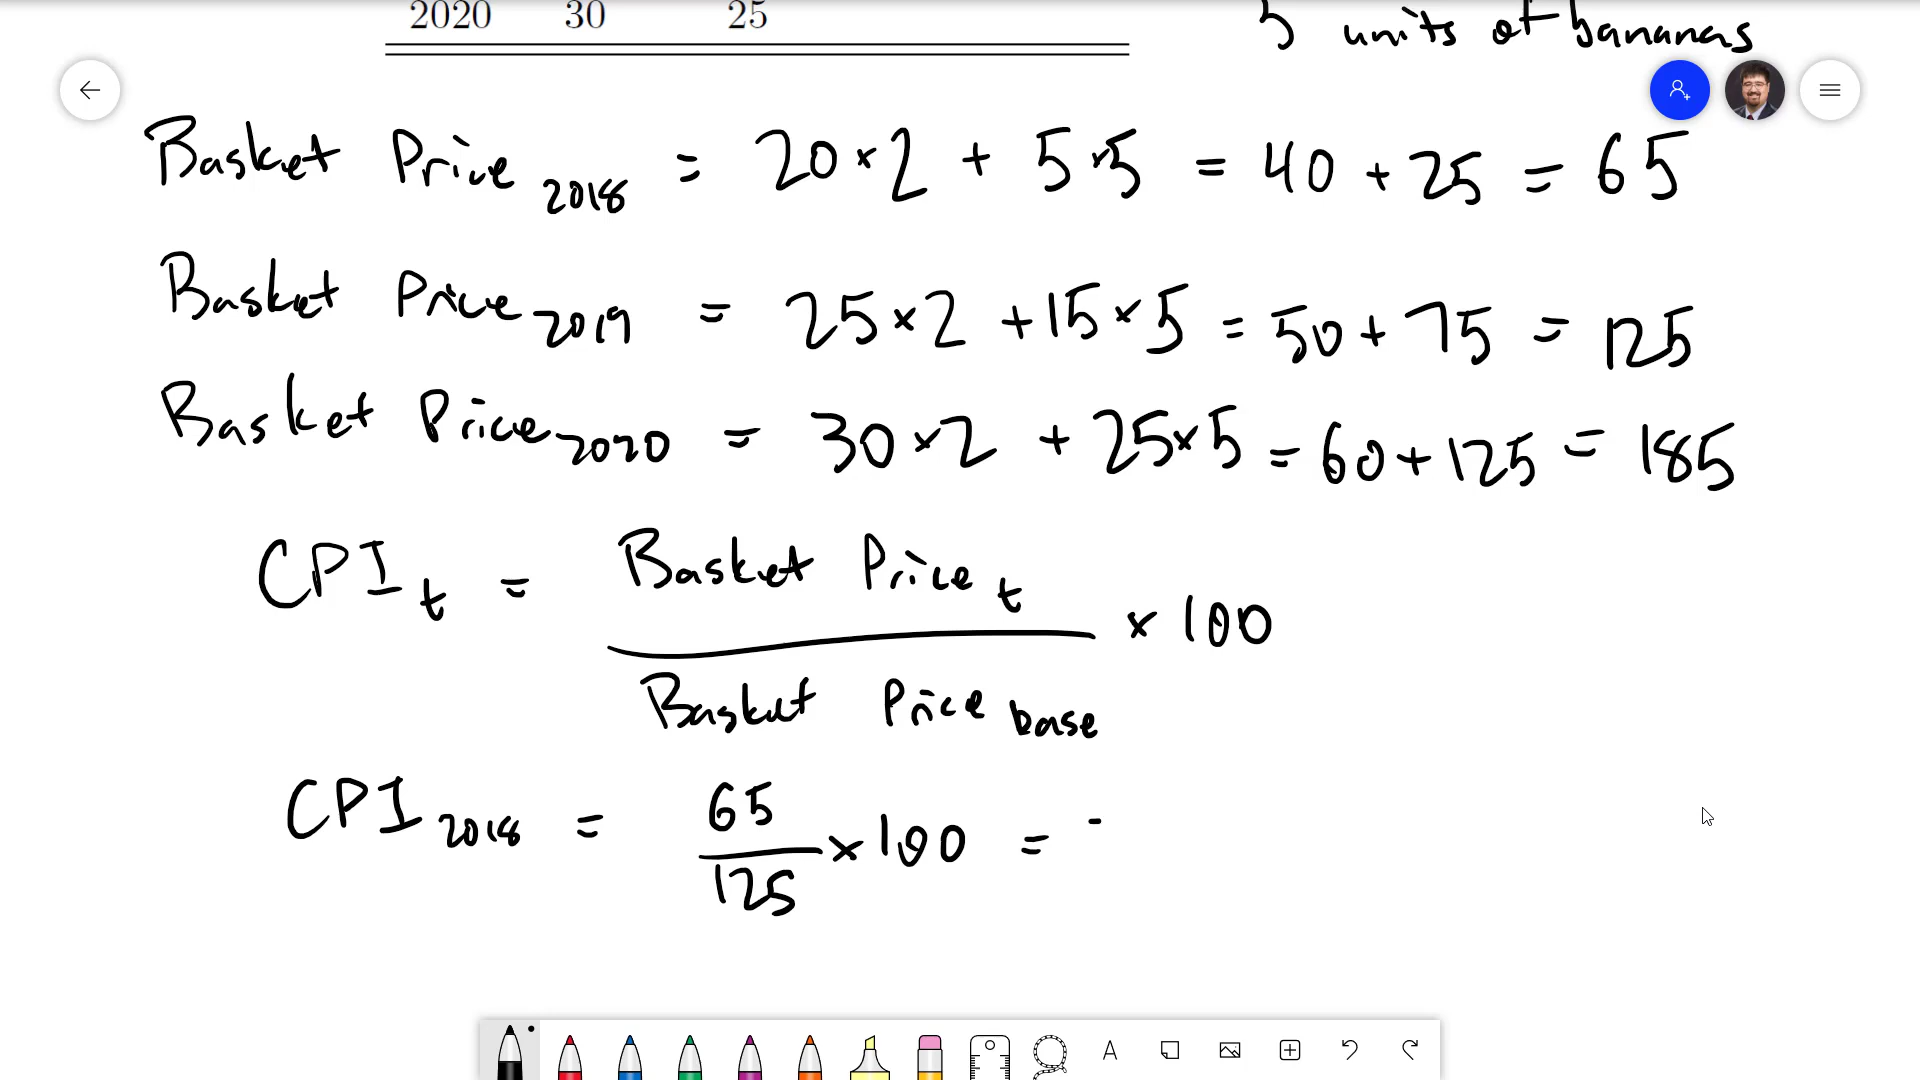 2020 30 25
5 units of bananas
Basket Price 2018 = 20 × 2 + 5 × 5 = 40 + 25 = 65
Basket Price 2019 = 25 × 2 + 15 × 5 = 50 + 75 = 125
Basket Price 2020 = 30 × 2 + 25 × 5 = 60 + 125 = 185
CPI t = Basket Price t / Basket Price base × 100
CPI 2018 = 65 / 125 × 100 =
A